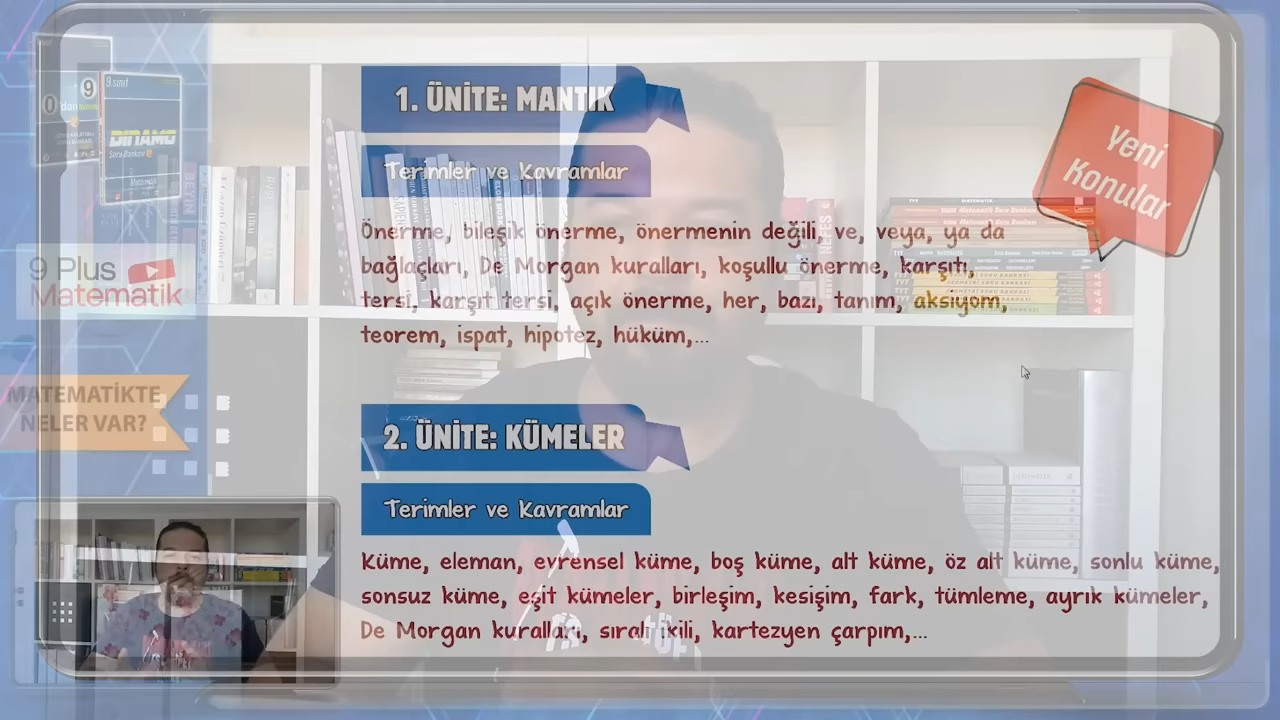 1. ÜNİTE: MANTIK
Terimler ve Kavramlar
Önerme, bileşik önerme, önermenin değili, ve, veya, ya da
bağlaçları, De Morgan kuralları, koşullu önerme, karşıtı,
tersi, karşıt tersi, açık önerme, her, bazı, tanım, aksiyom,
teorem, ispat, hipotez, hüküm,...
Yeni
Konular
9.sınıf
9
DİNAMO
Soru Bankası
Matematik
9 Plus
Matematik
MATEMATİKTE
NELER VAR?
2. ÜNİTE: KÜMELER
Terimler ve Kavramlar
Küme, eleman, evrensel küme, boş küme, alt küme, öz alt küme, sonlu küme,
sonsuz küme, eşit kümeler, birleşim, kesişim, fark, tümleme, ayrık kümeler,
De Morgan kuralları, sıralı ikili, kartezyen çarpım,...